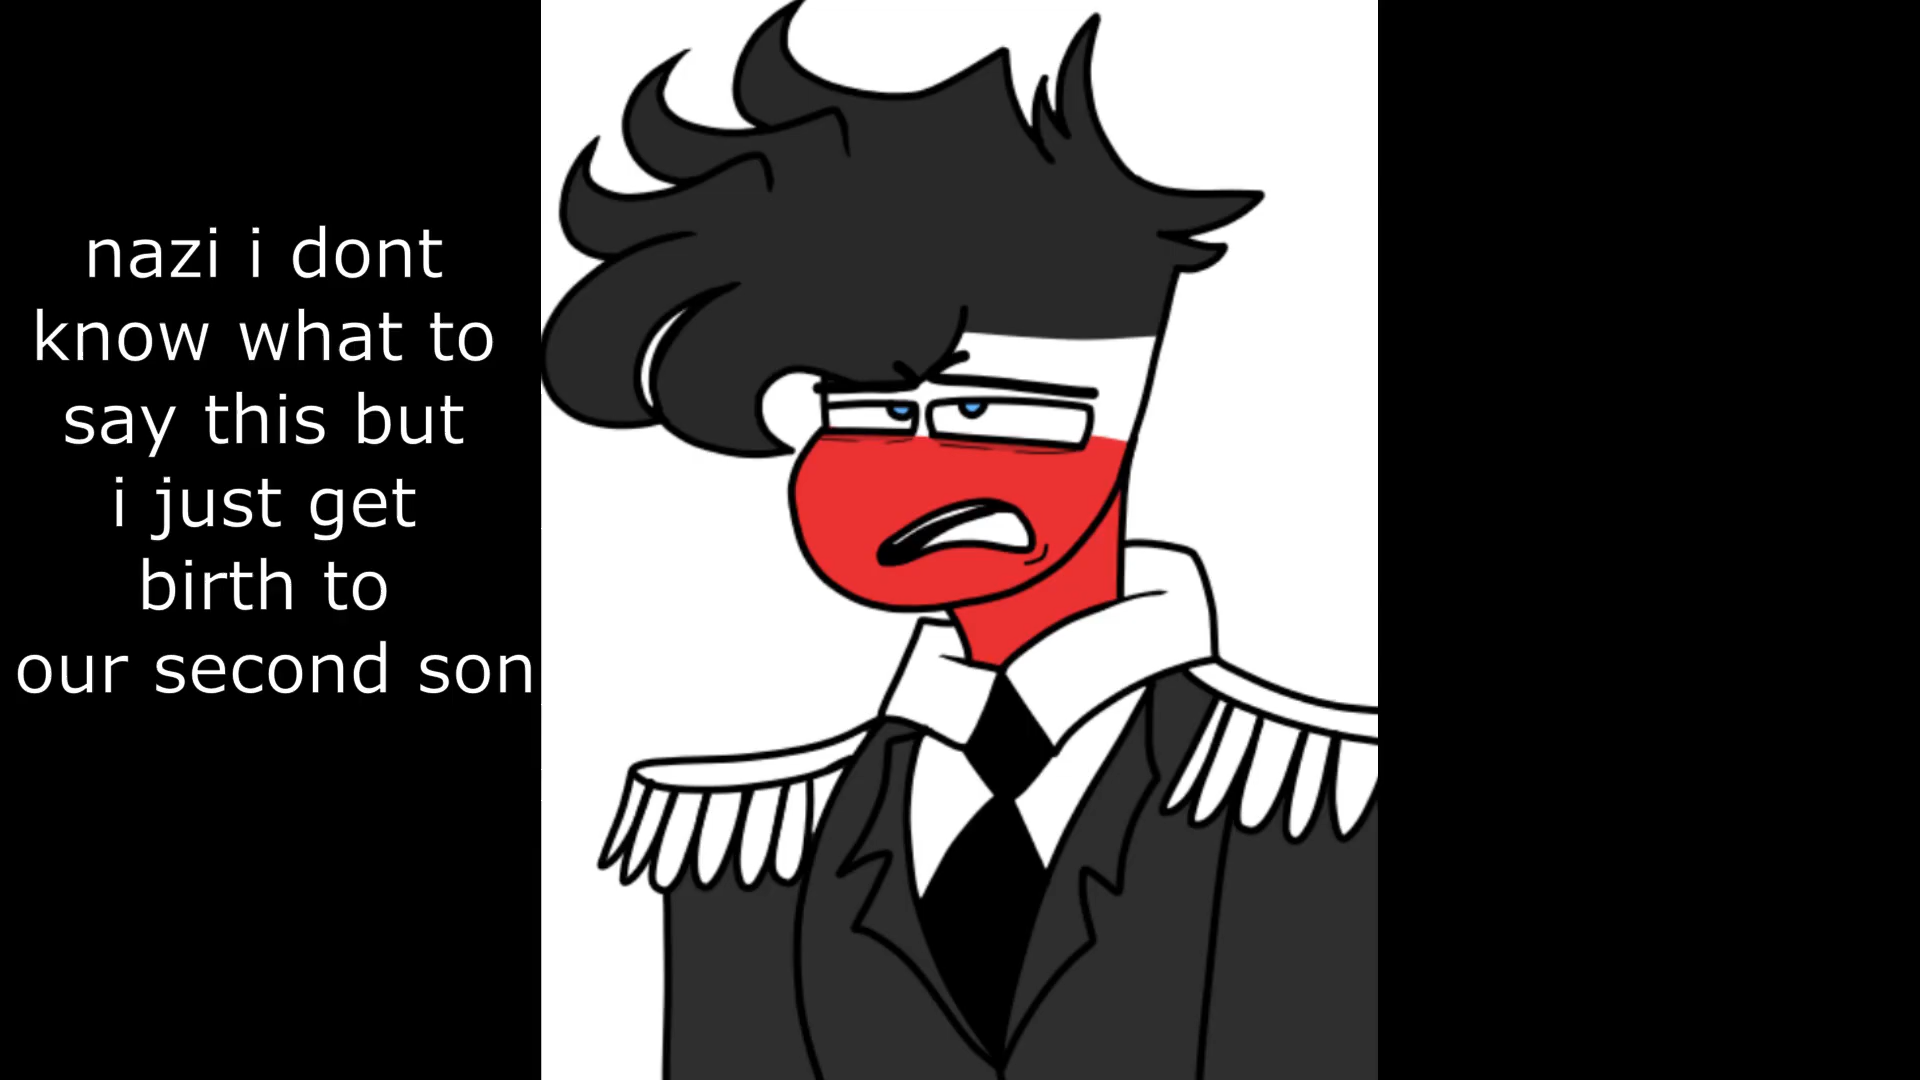 nazi i dont
know what to
say this but
i just get
birth to
our second son